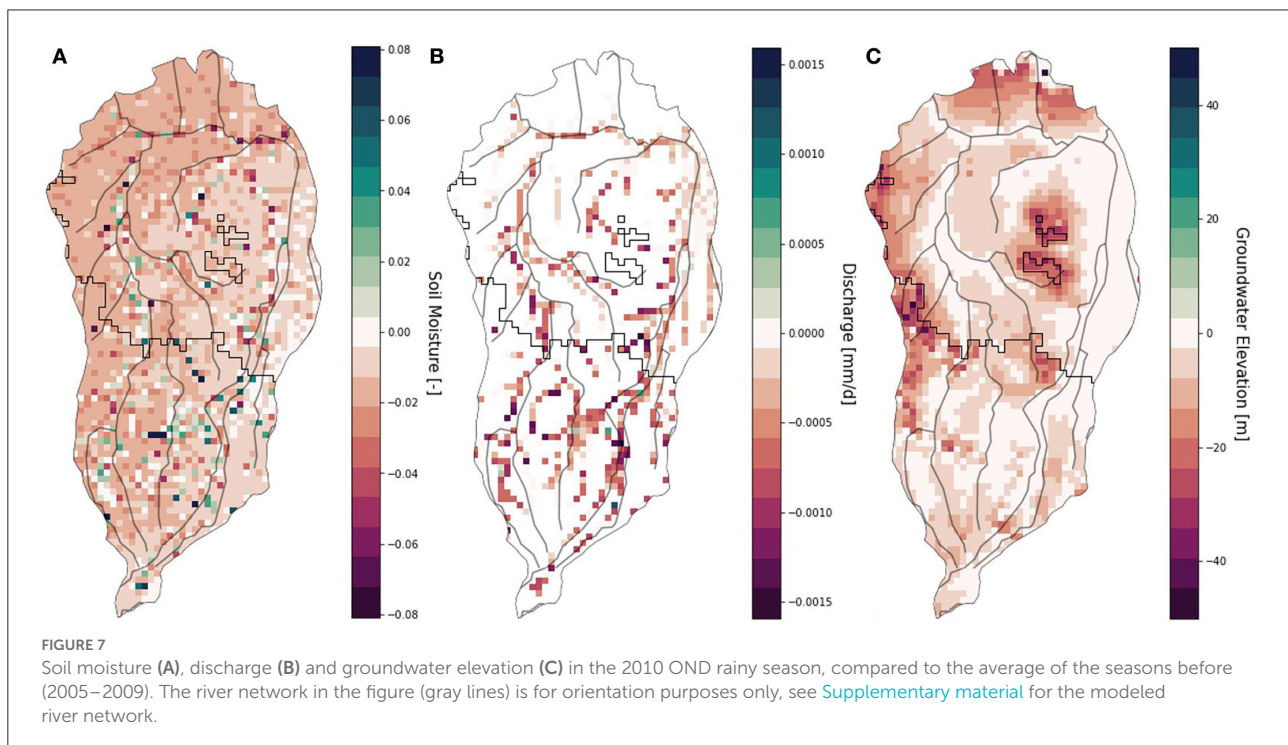 A
0.08
0.06
0.04
0.02
0.00
−0.02
−0.04
−0.06
−0.08
Soil Moisture [-]
B
0.0015
0.0010
0.0005
0.0000
−0.0005
−0.0010
−0.0015
Discharge [mm/d]
C
40
20
0
−20
−40
Groundwater Elevation [m]
FIGURE 7
Soil moisture (A), discharge (B) and groundwater elevation (C) in the 2010 OND rainy season, compared to the average of the seasons before
(2005–2009). The river network in the figure (gray lines) is for orientation purposes only, see Supplementary material for the modeled
river network.